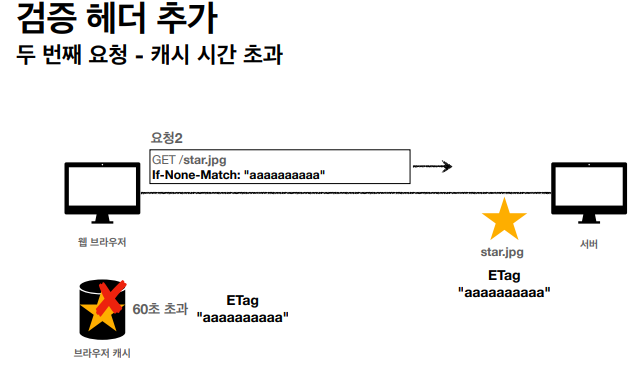 검증 헤더 추가
두 번째 요청 - 캐시 시간 초과
요청2
GET /star.jpg
If-None-Match: "aaaaaaaaaa"
웹 브라우저
star.jpg
서버
ETag
"aaaaaaaaaa"
60초 초과
ETag
"aaaaaaaaaa"
브라우저 캐시